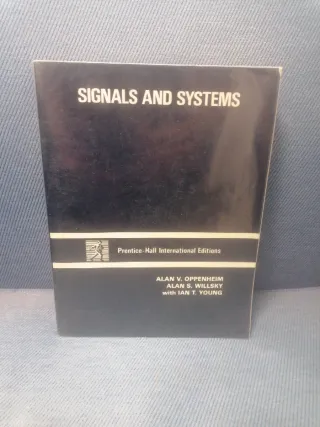 SIGNALS AND SYSTEMS
Prentice-Hall International Editions
ALAN V. OPPENHEIM
ALAN S. WILLSKY
with IAN T. YOUNG